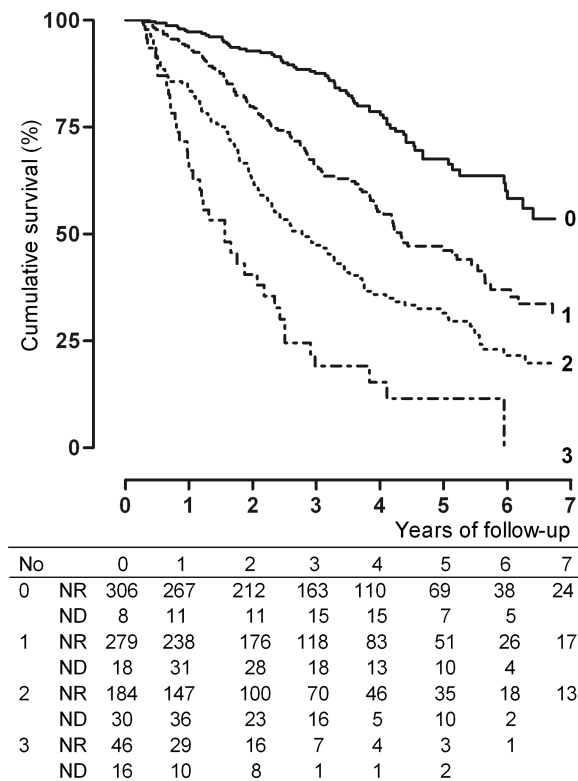 100
75
50
25
0
Cumulative survival (%)
0
1
2
3
0 1 2 3 4 5 6 7
Years of follow-up
No 0 1 2 3 4 5 6 7
0 NR 306 267 212 163 110 69 38 24
ND 8 11 11 15 15 7 5
1 NR 279 238 176 118 83 51 26 17
ND 18 31 28 18 13 10 4
2 NR 184 147 100 70 46 35 18 13
ND 30 36 23 16 5 10 2
3 NR 46 29 16 7 4 3 1
ND 16 10 8 1 1 2